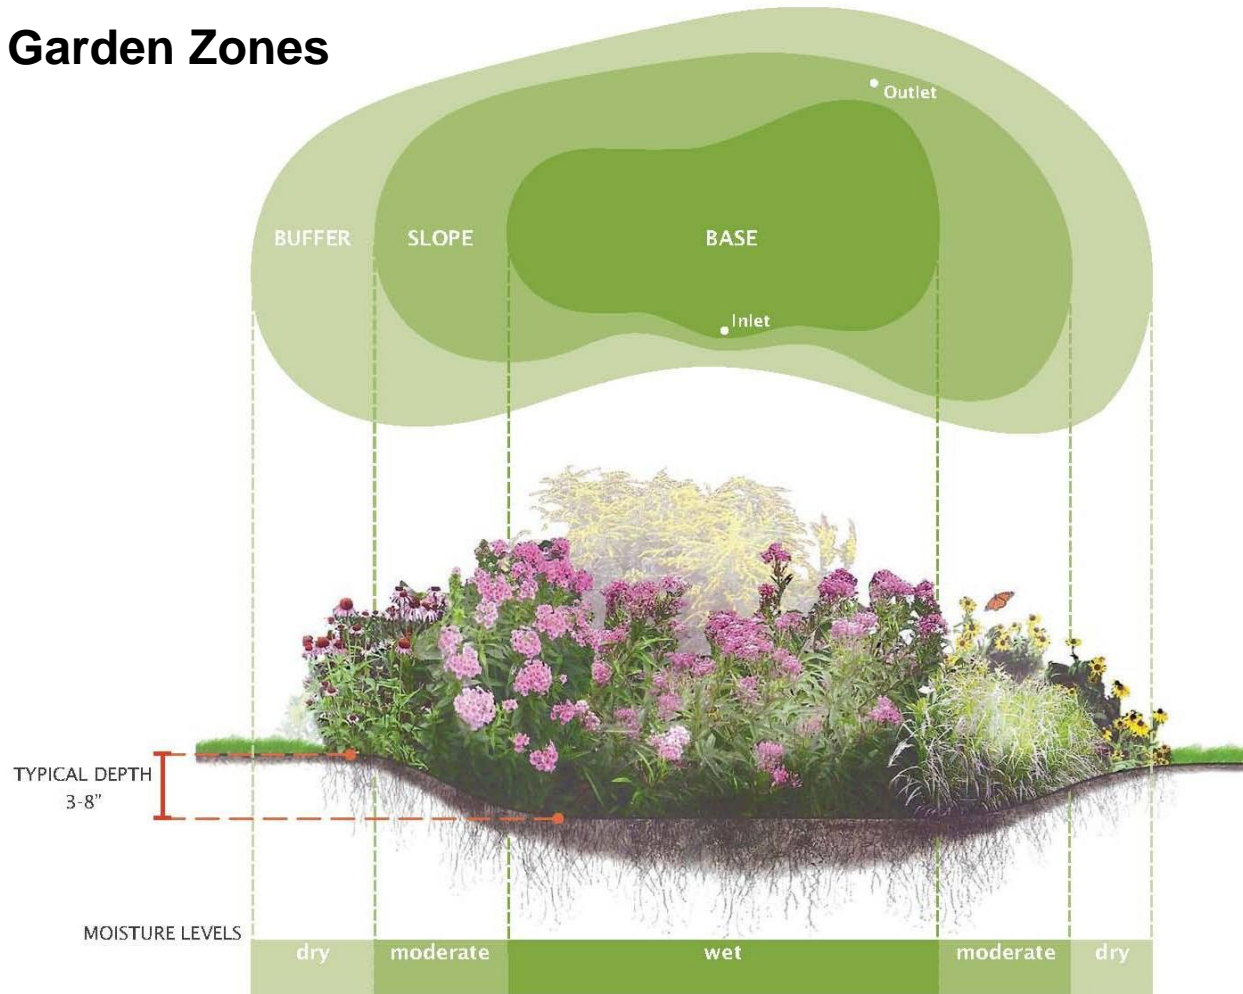 Garden Zones
Outlet
BUFFER
SLOPE
BASE
Inlet
TYPICAL DEPTH
3-8"
MOISTURE LEVELS
dry
moderate
wet
moderate
dry